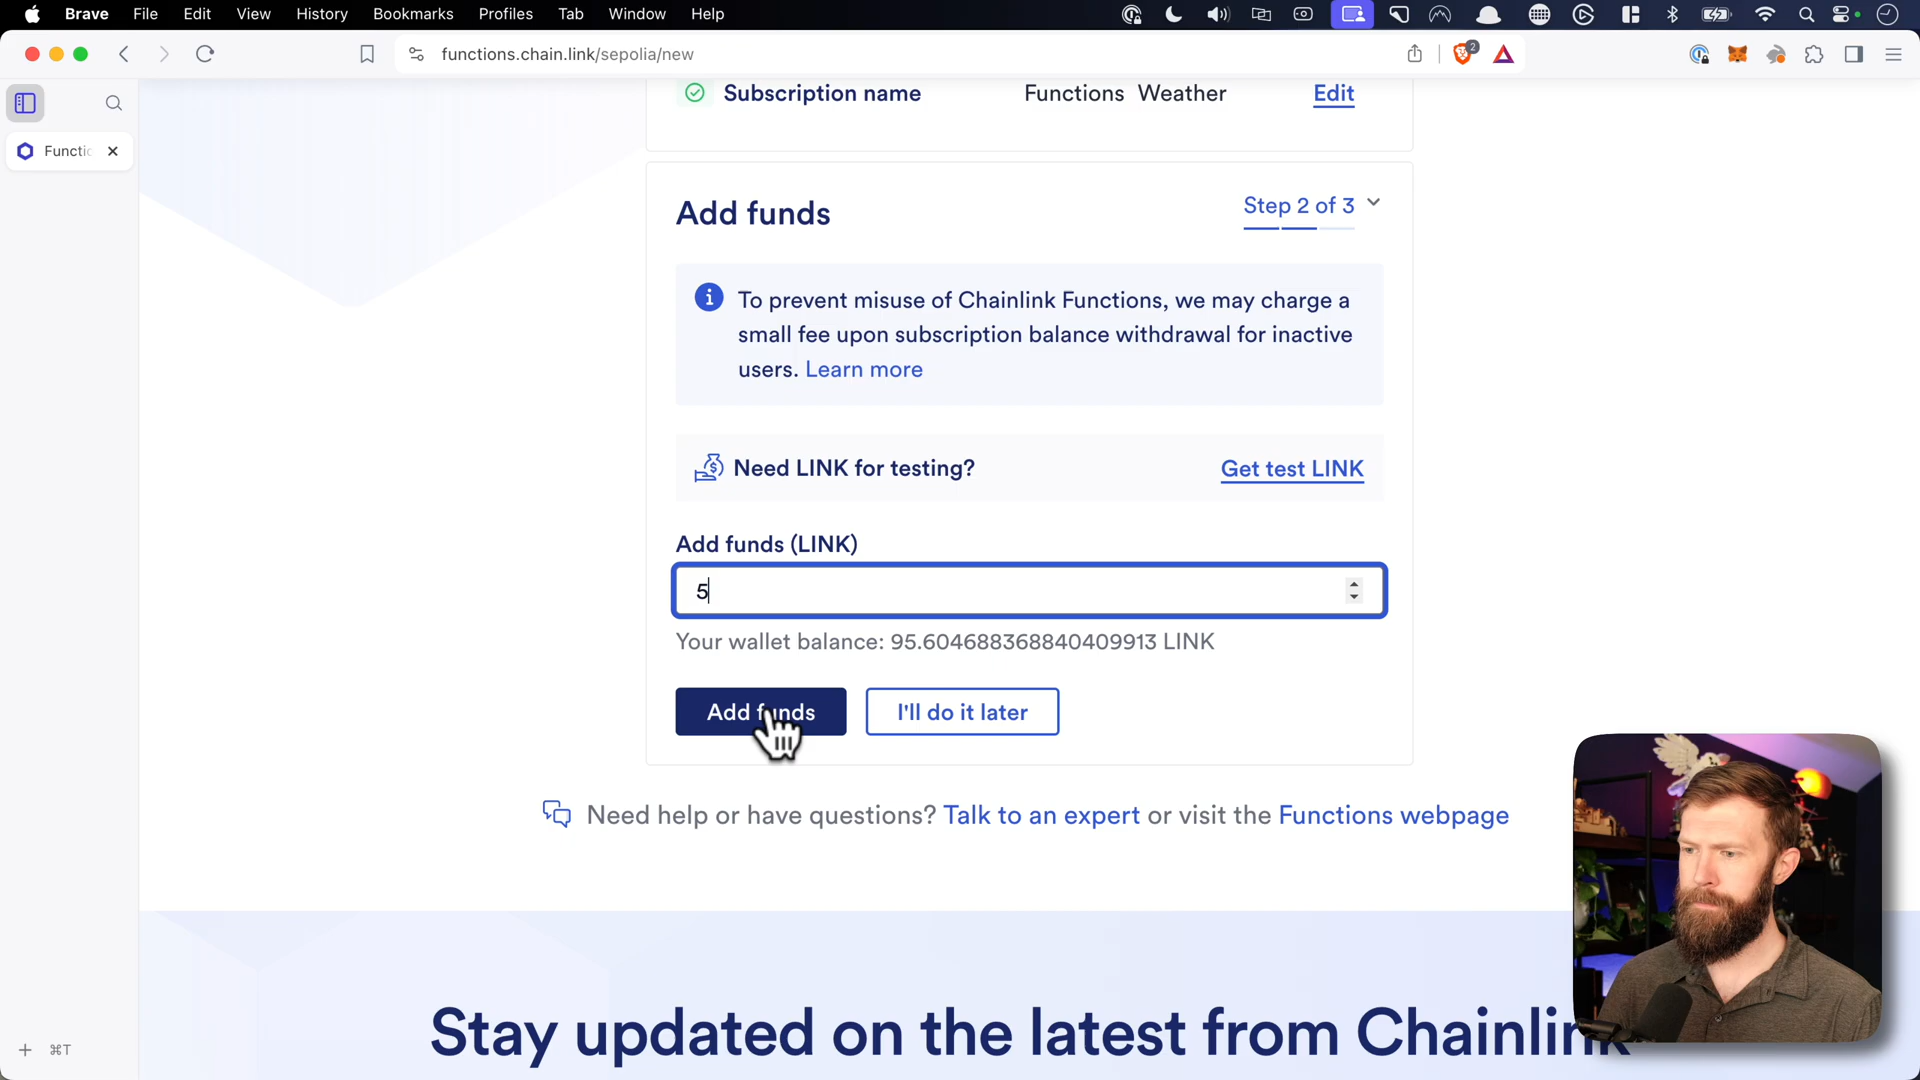 Brave File Edit View History Bookmarks Profiles Tab Window Help
functions.chain.link/sepolia/new
2
Functic
Subscription name Functions Weather Edit
Add funds
Step 2 of 3
To prevent misuse of Chainlink Functions, we may charge a
small fee upon subscription balance withdrawal for inactive
users. Learn more
Need LINK for testing? Get test LINK
Add funds (LINK)
5
Your wallet balance: 95.604688368840409913 LINK
Add funds I'll do it later
Need help or have questions? Talk to an expert or visit the Functions webpage
Stay updated on the latest from Chainlink
+ ⌘T